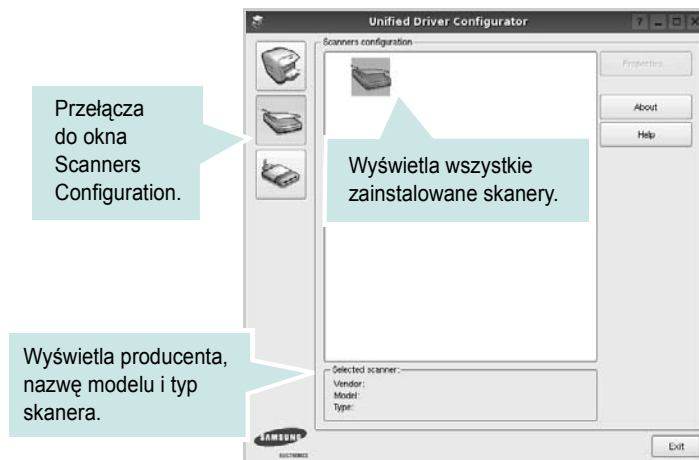 Unified Driver Configurator
Scanners configuration
Properties...
About
Help
Przełącza
do okna
Scanners
Configuration.
Wyświetla wszystkie
zainstalowane skanery.
Wyświetla producenta,
nazwę modelu i typ
skanera.
Selected scanner:
Vendor:
Model:
Type:
SAMSUNG
ELECTRONICS
Exit